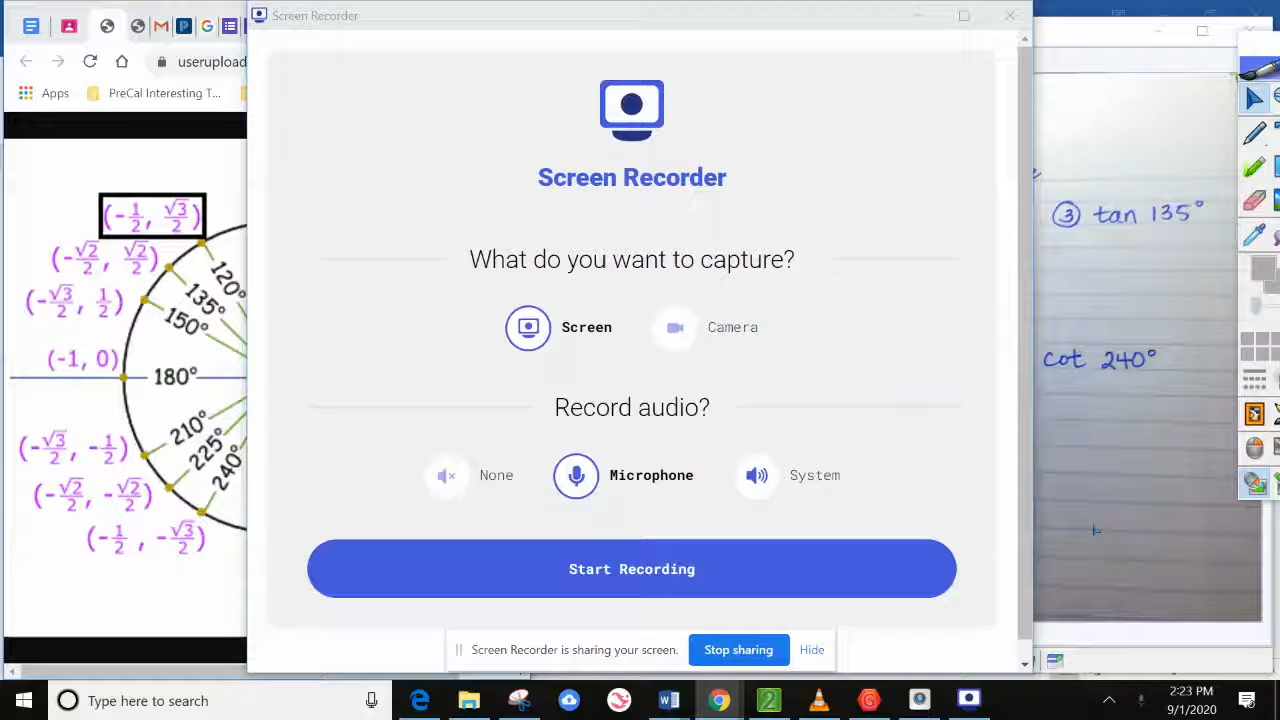 Screen Recorder
userupload
Apps
PreCal Interesting T...
Screen Recorder
What do you want to capture?
Screen
Camera
Record audio?
None
Microphone
System
Start Recording
Screen Recorder is sharing your screen.
Stop sharing
Hide
(-1/2, √3/2)
(-√2/2, √2/2)
(-√3/2, 1/2)
(-1, 0)
(-√3/2, -1/2)
(-√2/2, -√2/2)
(-1/2, -√3/2)
120°
135°
150°
180°
210°
225°
240°
③ tan 135°
cot 240°
Type here to search
2:23 PM
9/1/2020